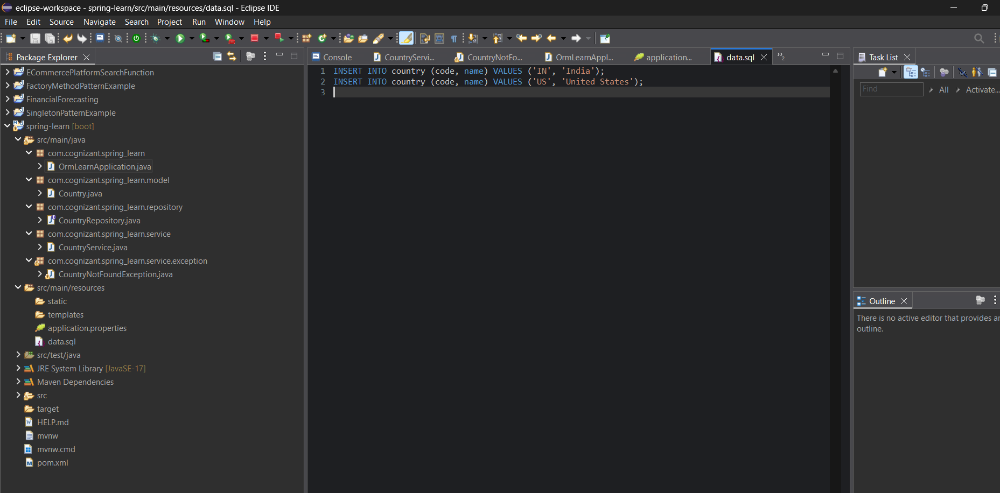 eclipse-workspace - spring-learn/src/main/resources/data.sql - Eclipse IDE
File Edit Source Navigate Search Project Run Window Help
Package Explorer
ECommercePlatformSearchFunction
FactoryMethodPatternExample
FinancialForecasting
SingletonPatternExample
spring-learn [boot]
src/main/java
com.cognizant.spring_learn
OrmLearnApplication.java
com.cognizant.spring_learn.model
Country.java
com.cognizant.spring_learn.repository
CountryRepository.java
com.cognizant.spring_learn.service
CountryService.java
com.cognizant.spring_learn.service.exception
CountryNotFoundException.java
src/main/resources
static
templates
application.properties
data.sql
src/test/java
JRE System Library [JavaSE-17]
Maven Dependencies
src
target
HELP.md
mvnw
mvnw.cmd
pom.xml
Console CountryServi... CountryNotFo... OrmLearnAppl... application... data.sql »2
1 INSERT INTO country (code, name) VALUES ('IN', 'India');
2 INSERT INTO country (code, name) VALUES ('US', 'United States');
3
Task List
Find All Activate...
Outline
There is no active editor that provides ar
outline.